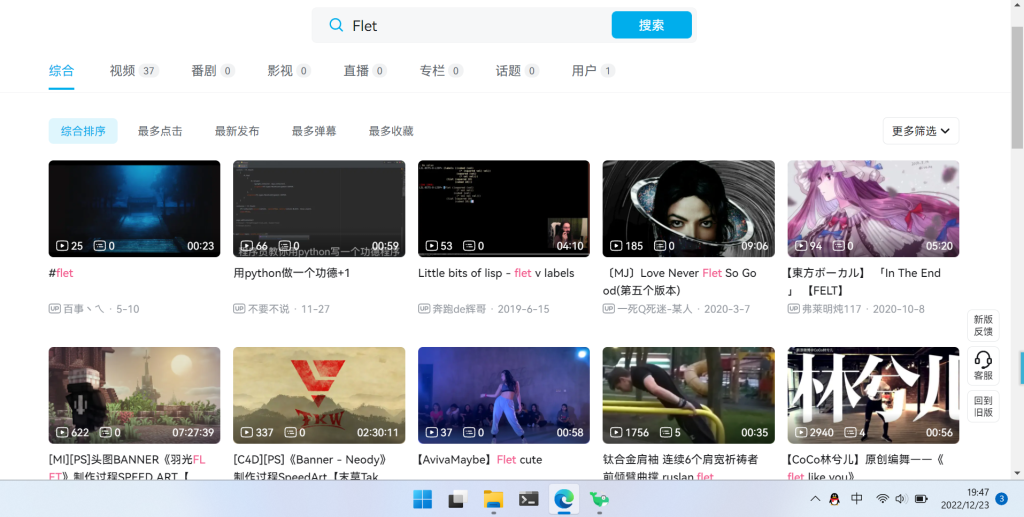 Flet
搜索
综合
视频 37
番剧 0
影视 0
直播 0
专栏 0
话题 0
用户 1
综合排序
最多点击
最新发布
最多弹幕
最多收藏
更多筛选
25 0 00:23
程序员教你用python写一个功德程序
66 0 00:59
53 0 04:10
185 0 09:06
94 0 05:20
#flet
用python做一个功德+1
Little bits of lisp - flet v labels
〔MJ〕Love Never Flet So Go
od(第五个版本)
【東方ボーカル】 「In The End
」 【FELT】
UP 百事丶乀 · 5-10
UP 不要不说 · 11-27
UP 奔跑de辉哥 · 2019-6-15
UP 一死Q死迷-某人 · 2020-3-7
UP 弗莱明炖117 · 2020-10-8
新版
反馈
客服
回到
旧版
622 0 07:27:39
TKW
337 0 02:30:11
37 0 00:58
1756 5 00:35
林兮儿
2940 4 00:56
[MI][PS]头图BANNER《羽光FL
ET》制作过程SPEED ART【
[C4D][PS]《Banner - Neody》
制作过程SpeedArt【末慕Tak
【AvivaMaybe】Flet cute
钛合金肩袖 连续6个肩宽祈祷者
前倾臂曲撑 ruslan flet
【CoCo林兮儿】原创编舞一一《
flet like you》
中
19:47
2022/12/23
3